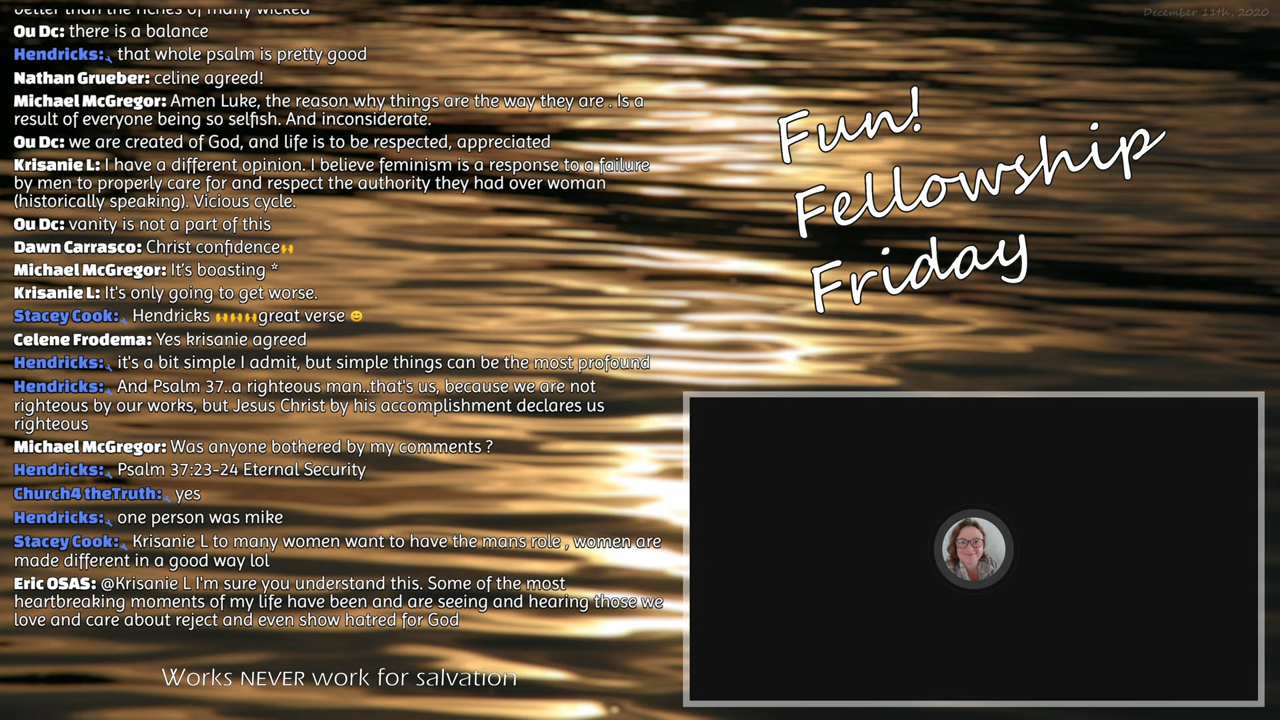 better than the riches of many wicked
Ou Dc: there is a balance
Hendricks: that whole psalm is pretty good
Nathan Grueber: celine agreed!
Michael McGregor: Amen Luke, the reason why things are the way they are . Is a
result of everyone being so selfish. And inconsiderate.
Ou Dc: we are created of God, and life is to be respected, appreciated
Krisanie L: I have a different opinion. I believe feminism is a response to a failure
by men to properly care for and respect the authority they had over woman
(historically speaking). Vicious cycle.
Ou Dc: vanity is not a part of this
Dawn Carrasco: Christ confidence🙌
Michael McGregor: It's boasting *
Krisanie L: It's only going to get worse.
Stacey Cook: Hendricks 🙌🙌🙌great verse 😊
Celene Frodema: Yes krisanie agreed
Hendricks: it's a bit simple I admit, but simple things can be the most profound
Hendricks: And Psalm 37..a righteous man..that's us, because we are not
righteous by our works, but Jesus Christ by his accomplishment declares us
righteous
Michael McGregor: Was anyone bothered by my comments ?
Hendricks: Psalm 37:23-24 Eternal Security
Church4theTruth: yes
Hendricks: one person was mike
Stacey Cook: Krisanie L to many women want to have the mans role , women are
made different in a good way lol
Eric OSAS: @Krisanie L I'm sure you understand this. Some of the most
heartbreaking moments of my life have been and are seeing and hearing those we
love and care about reject and even show hatred for God
Works NEVER work for salvation
December 11th, 2020
Fun!
Fellowship
Friday